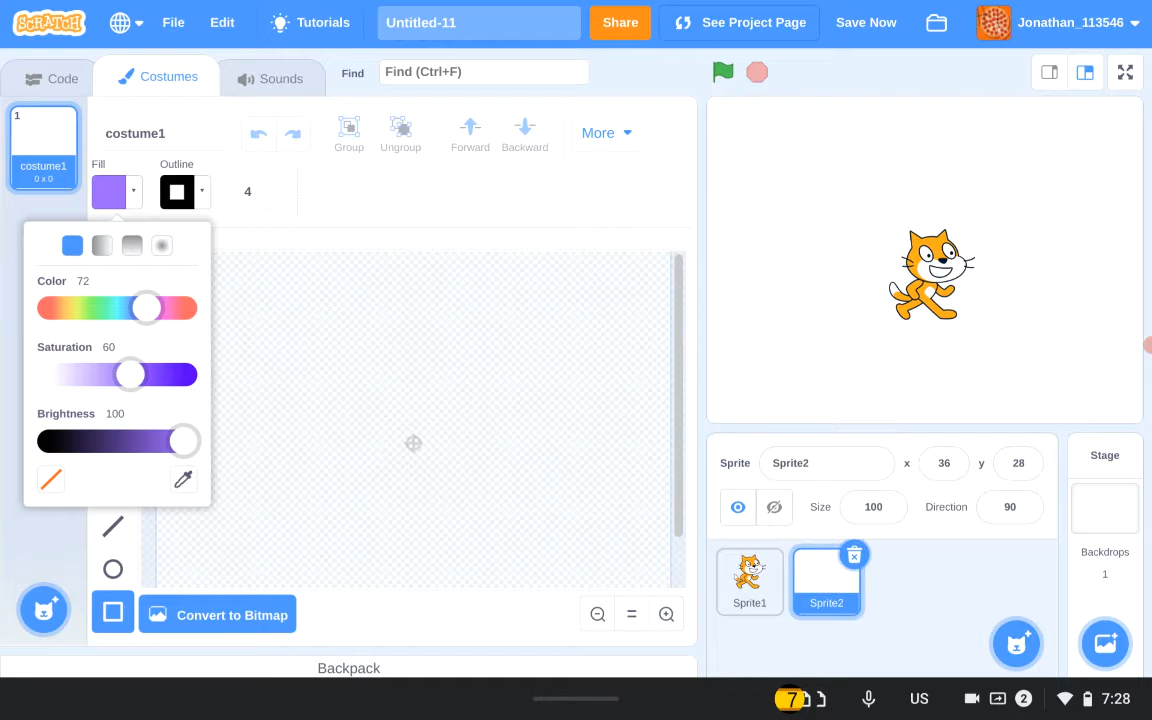 SCRATCH File Edit Tutorials Untitled-11 Share See Project Page Save Now Jonathan_113546
Code Costumes Sounds Find Find (Ctrl+F)
1
costume1
0 x 0
costume1
Group Ungroup Forward Backward More
Fill Outline
4
Color 72
Saturation 60
Brightness 100
Convert to Bitmap
Backpack
Sprite Sprite2 x 36 y 28
Size 100 Direction 90
Sprite1 Sprite2
Stage
Backdrops
1
7 US 2 7:28